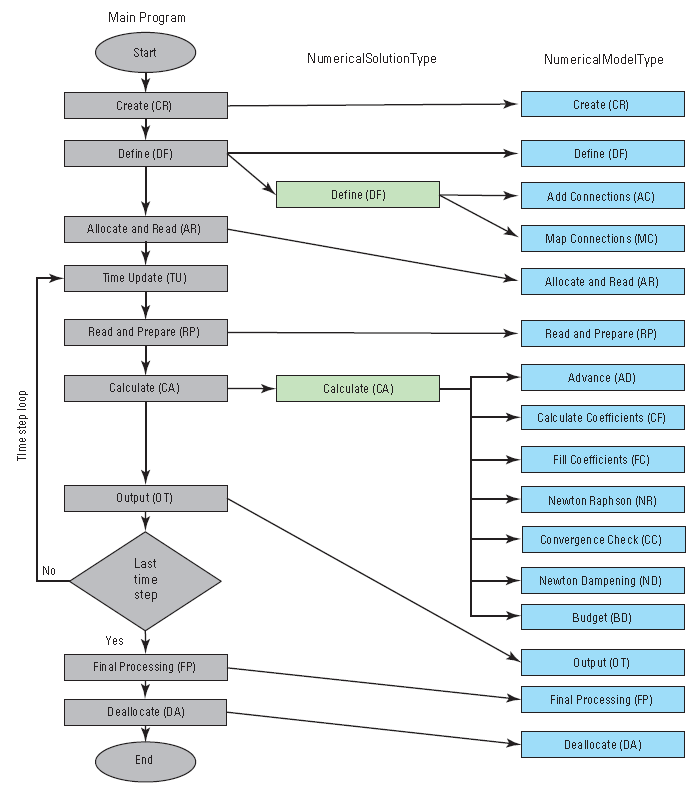 Main Program
NumericalSolutionType
NumericalModelType
Start
Create (CR)
Create (CR)
Define (DF)
Define (DF)
Define (DF)
Add Connections (AC)
Map Connections (MC)
Allocate and Read (AR)
Allocate and Read (AR)
Time Update (TU)
Read and Prepare (RP)
Read and Prepare (RP)
Calculate (CA)
Calculate (CA)
Advance (AD)
Calculate Coefficients (CF)
Fill Coefficients (FC)
Newton Raphson (NR)
Convergence Check (CC)
Newton Dampening (ND)
Budget (BD)
Time step loop
Output (OT)
Output (OT)
Last
time
step
No
Yes
Final Processing (FP)
Final Processing (FP)
Deallocate (DA)
Deallocate (DA)
End